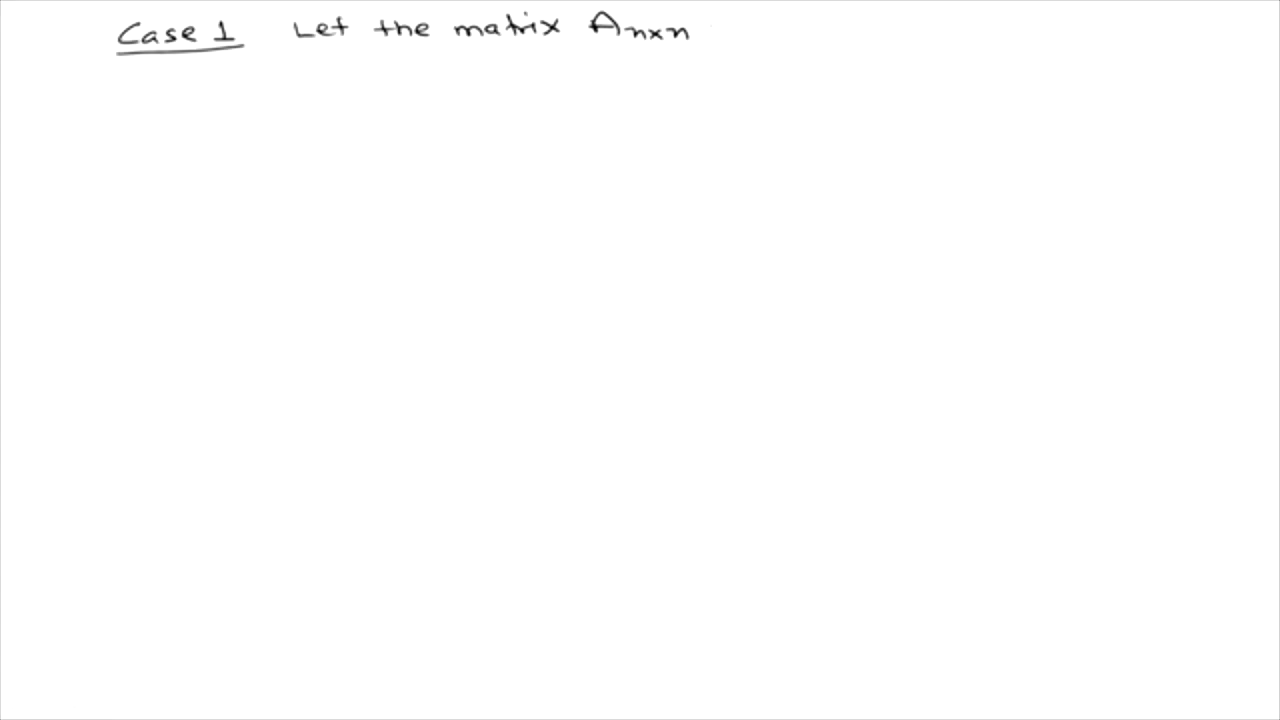 Case 1 Let the matrix Aₙₓₙ